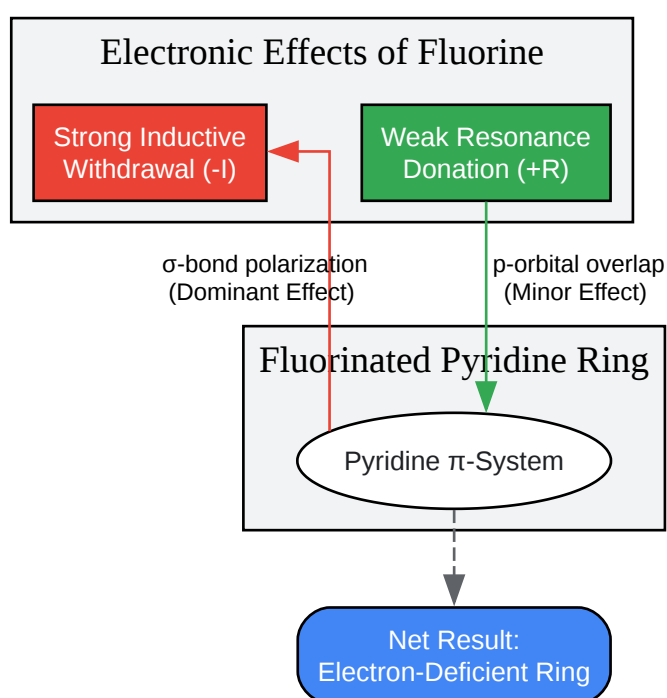 Electronic Effects of Fluorine
Strong Inductive
Withdrawal (-I)
Weak Resonance
Donation (+R)
σ-bond polarization
(Dominant Effect)
p-orbital overlap
(Minor Effect)
Fluorinated Pyridine Ring
Pyridine π-System
Net Result:
Electron-Deficient Ring